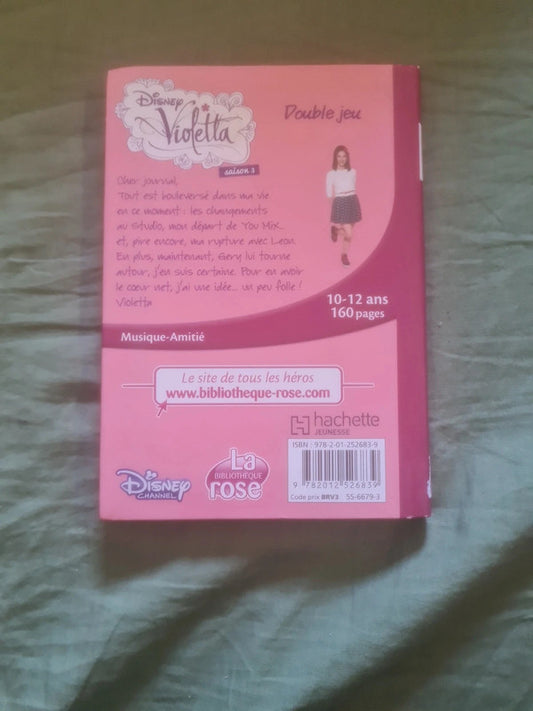 Disney
Violetta
saison 3
Double jeu
Cher journal,
Tout est bouleversé dans ma vie
en ce moment : les changements
au Studio, mon départ de You Mix...
et, pire encore, ma rupture avec Leon.
En plus, maintenant, Gery lui tourne
autour, j'en suis certaine. Pour en avoir
le cœur net, j'ai une idée... un peu folle !
Violetta
10-12 ans
160 pages
Musique-Amitié
Le site de tous les héros
www.bibliotheque-rose.com
hachette
JEUNESSE
ISBN : 978-2-01-252683-9
9 782012 526839
Code prix BRV3 55-6679-3
Disney
CHANNEL
La
BIBLIOTHÈQUE
rose